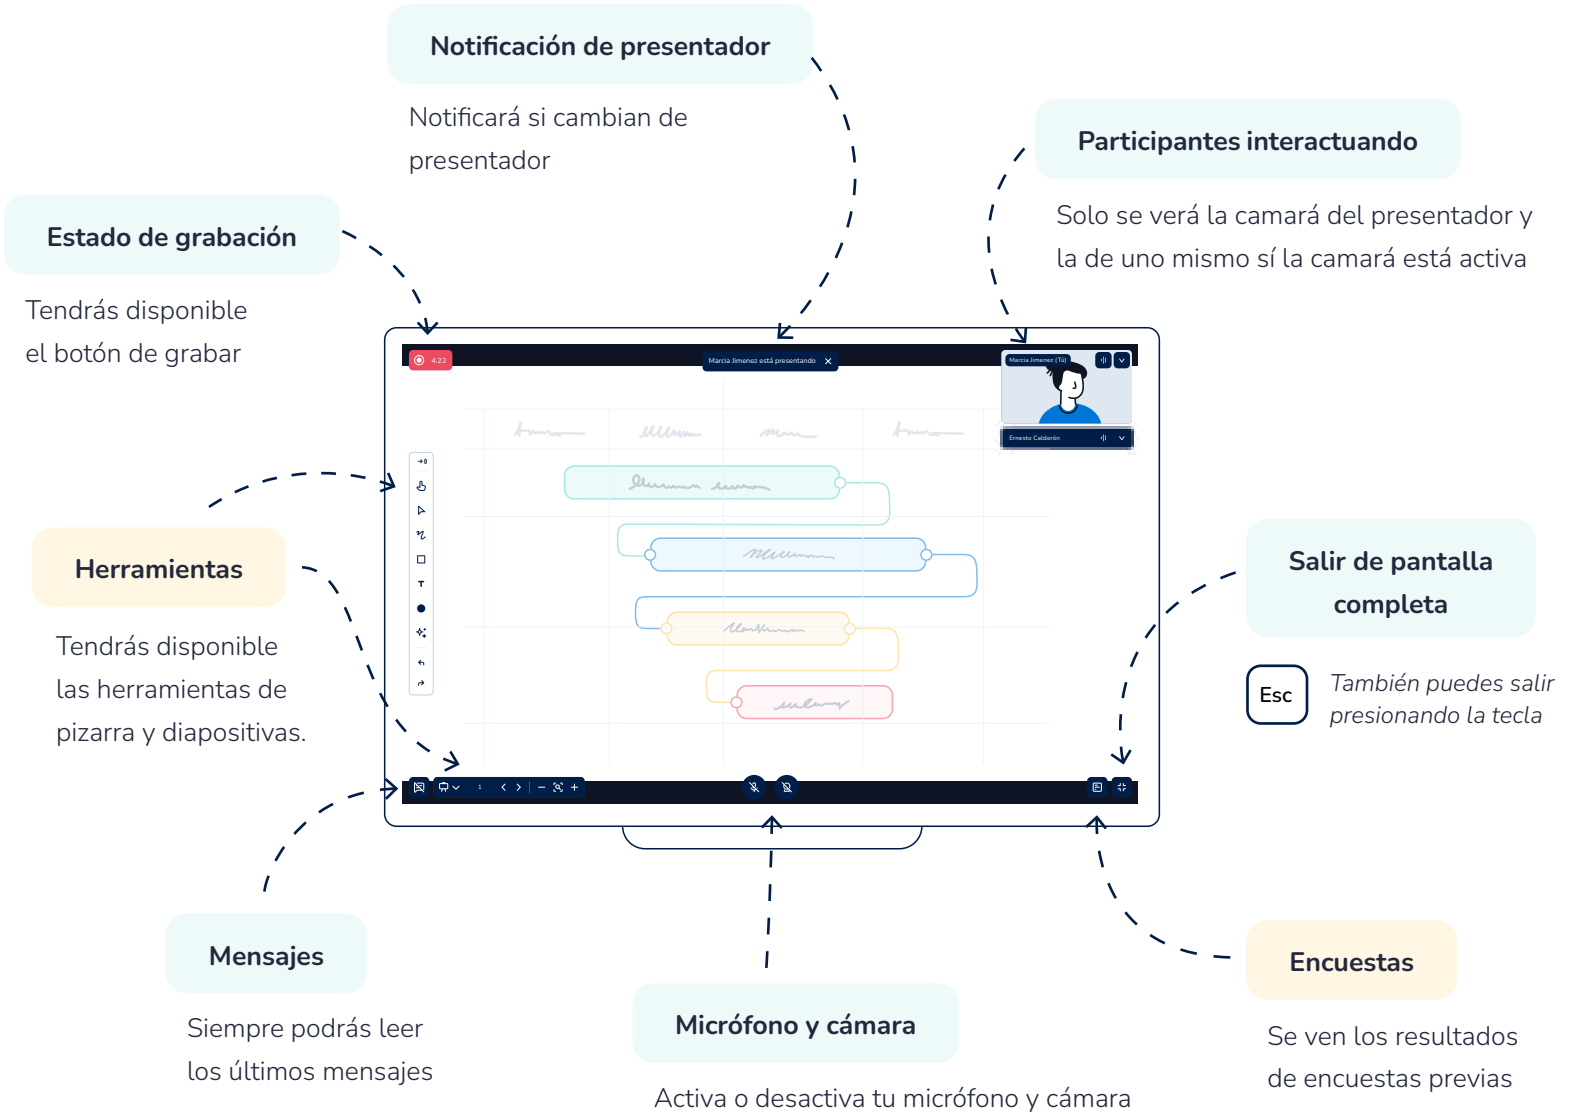 Notificación de presentador
Notificará si cambian de
presentador
Participantes interactuando
Solo se verá la camará del presentador y
la de uno mismo sí la camará está activa
Estado de grabación
Tendrás disponible
el botón de grabar
4:22
Marcia Jimenez está presentando
Marcia Jimenez (Tú)
Ernesto Calderón
T
Herramientas
Tendrás disponible
las herramientas de
pizarra y diapositivas.
Salir de pantalla
completa
Esc
También puedes salir
presionando la tecla
1
Mensajes
Siempre podrás leer
los últimos mensajes
Micrófono y cámara
Activa o desactiva tu micrófono y cámara
Encuestas
Se ven los resultados
de encuestas previas